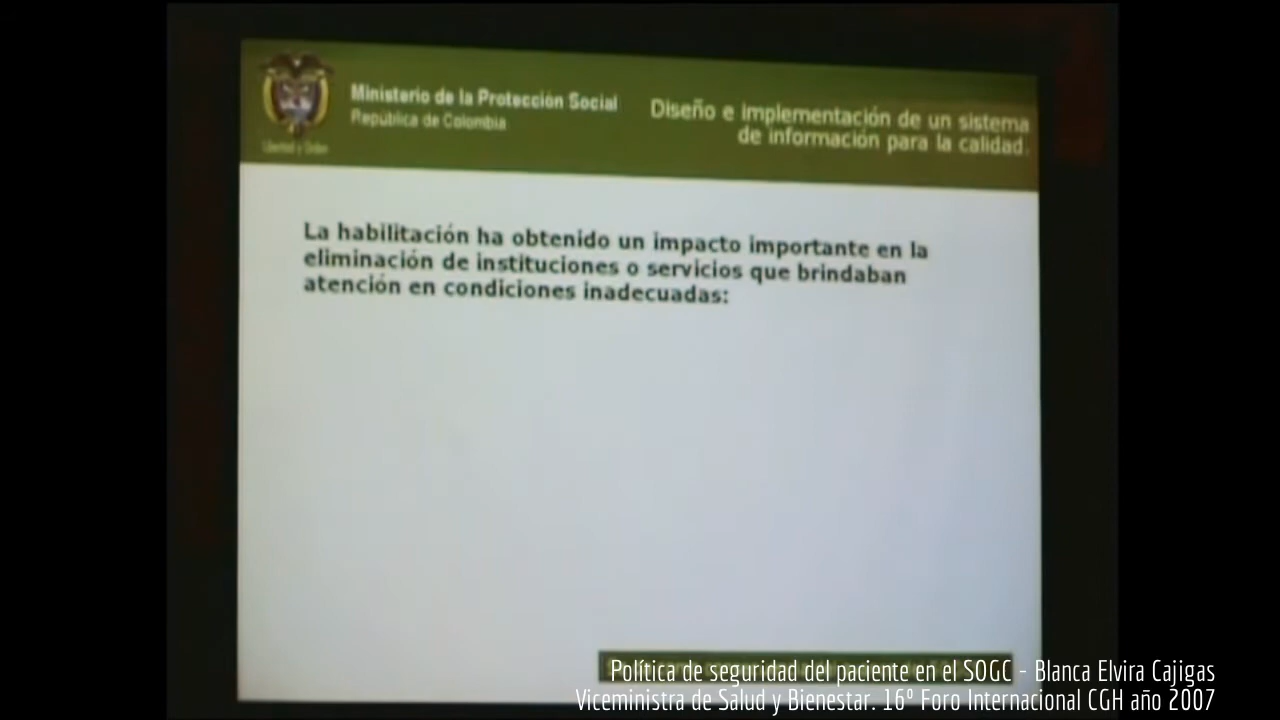 Ministerio de la Protección Social
República de Colombia
Libertad y Orden
Diseño e implementación de un sistema
de información para la calidad.
La habilitación ha obtenido un impacto importante en la
eliminación de instituciones o servicios que brindaban
atención en condiciones inadecuadas:
Política de seguridad del paciente en el SOGC - Blanca Elvira Cajigas
Viceministra de Salud y Bienestar. 16º Foro Internacional CGH año 2007